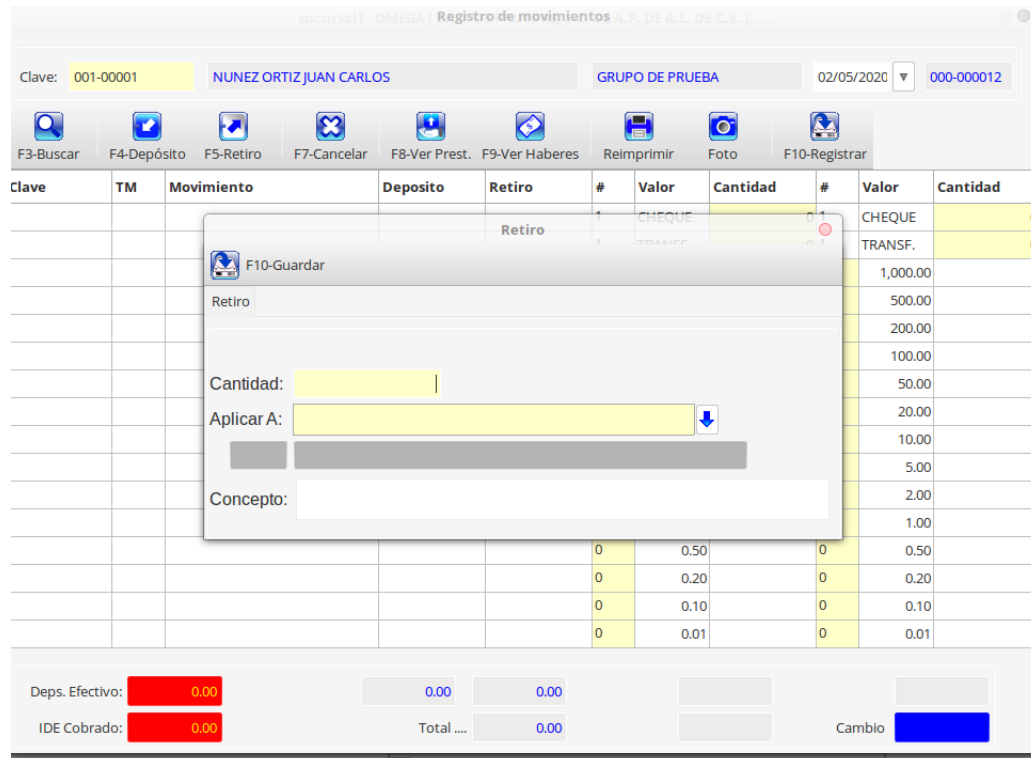 sucursal1 - OMEGA ( Registro de movimientos A.P. DE R.L. DE C.V. )
Clave: 001-00001 NUNEZ ORTIZ JUAN CARLOS GRUPO DE PRUEBA 02/05/2020 000-000012
F3-Buscar F4-Depósito F5-Retiro F7-Cancelar F8-Ver Prest. F9-Ver Haberes Reimprimir Foto F10-Registrar
Clave TM Movimiento Deposito Retiro # Valor Cantidad # Valor Cantidad
1 CHEQUE 0 1 CHEQUE
Retiro
1 TRANSF. 0 1 TRANSF.
F10-Guardar
1,000.00
Retiro
500.00
200.00
100.00
Cantidad:
50.00
Aplicar A:
20.00
10.00
5.00
Concepto:
2.00
1.00
0 0.50 0 0.50
0 0.20 0 0.20
0 0.10 0 0.10
0 0.01 0 0.01
Deps. Efectivo: 0.00 0.00 0.00
IDE Cobrado: 0.00 Total .... 0.00 Cambio